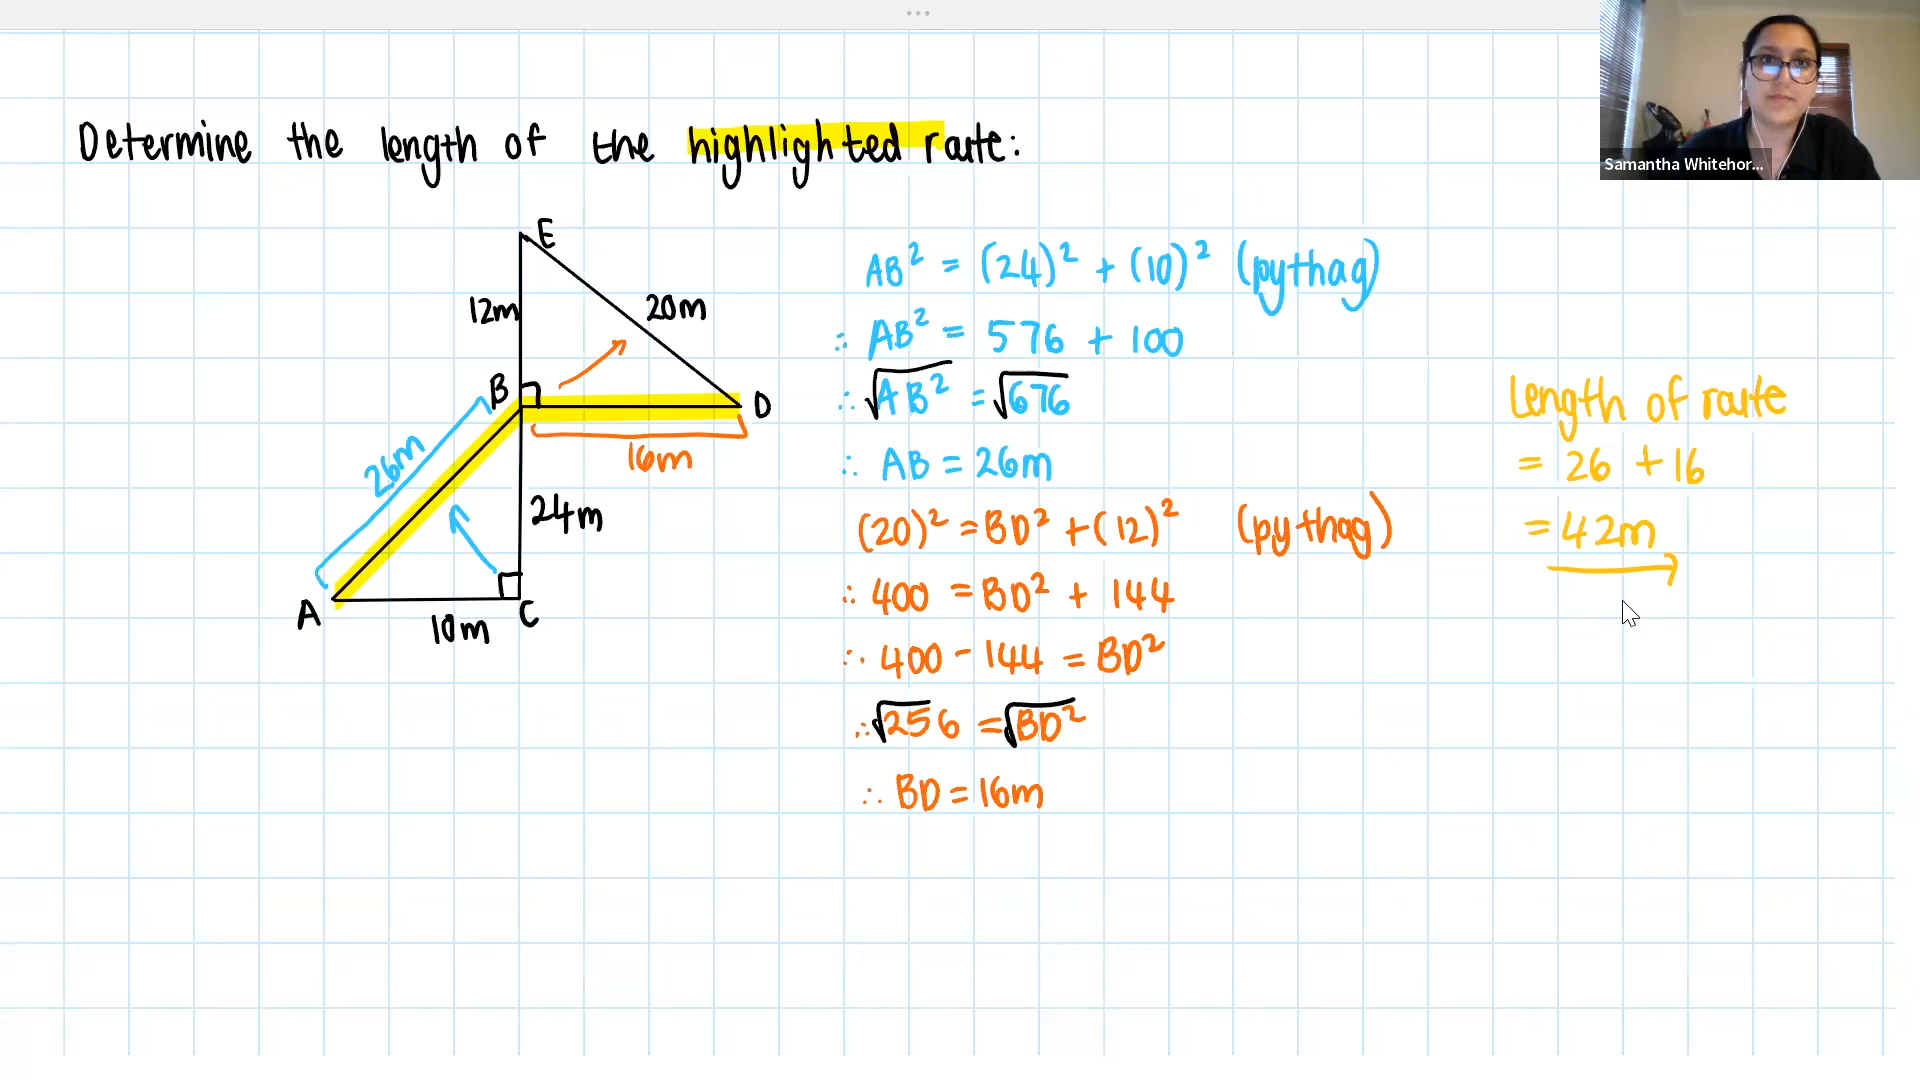 Samantha Whitehor...
Determine the length of the highlighted route:
E
12m
20m
B
D
16m
26m
24m
A
C
10m
AB² = (24)² + (10)² (pythag)
∴ AB² = 576 + 100
∴ √AB² = √676
∴ AB = 26m
(20)² = BD² + (12)² (pythag)
∴ 400 = BD² + 144
∴ 400 - 144 = BD²
∴ √256 = √BD²
∴ BD = 16m
Length of route
= 26 + 16
= 42m